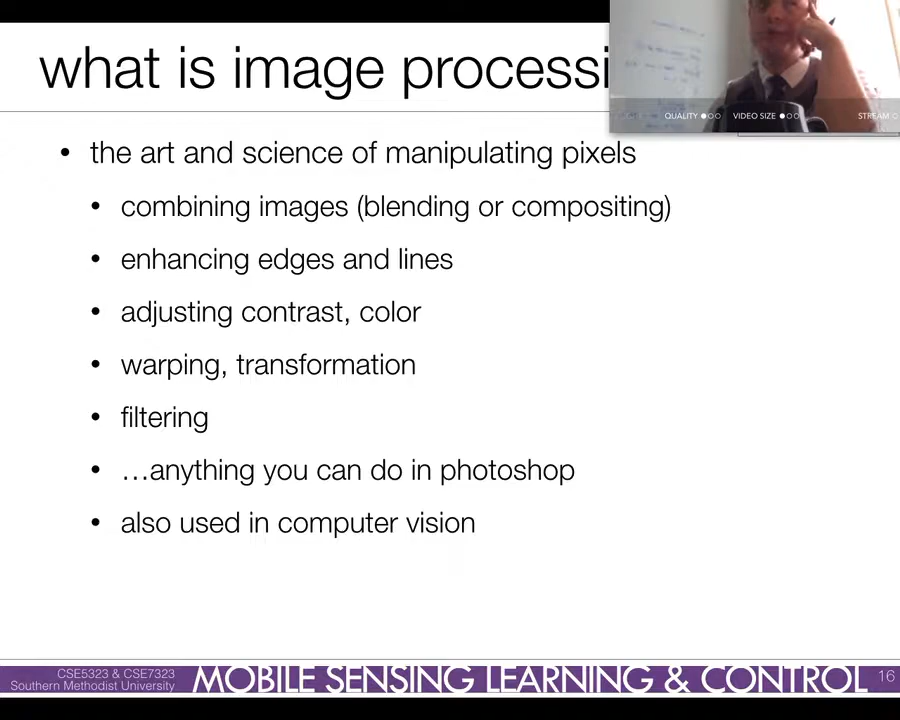 what is image processi
QUALITY VIDEO SIZE STREAM
• the art and science of manipulating pixels
• combining images (blending or compositing)
• enhancing edges and lines
• adjusting contrast, color
• warping, transformation
• filtering
• …anything you can do in photoshop
• also used in computer vision
CSE5323 & CSE7323
Southern Methodist University
MOBILE SENSING LEARNING & CONTROL
16